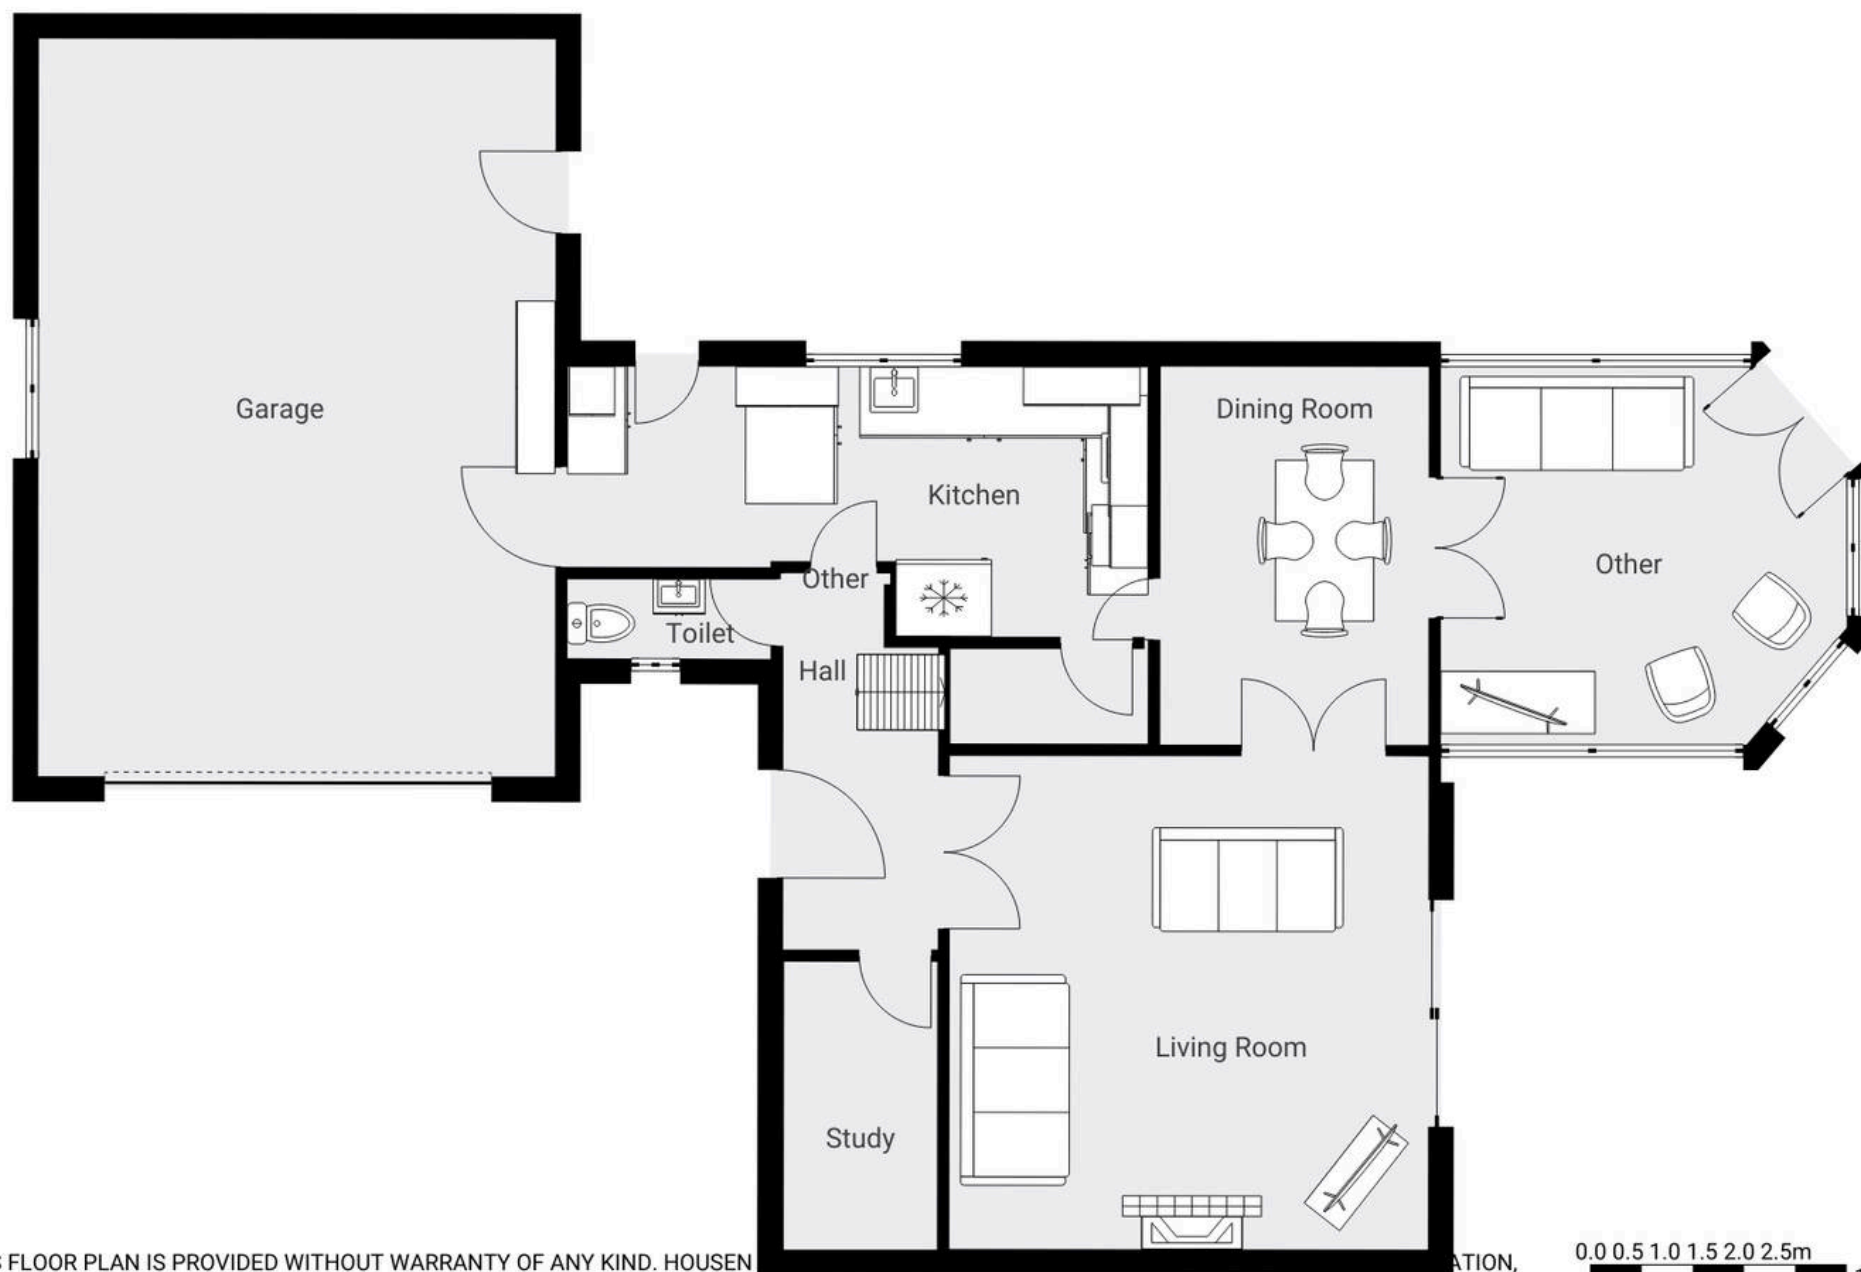 Garage
Dining Room
Kitchen
Other
Other
Toilet
Hall
Living Room
Study
FLOOR PLAN IS PROVIDED WITHOUT WARRANTY OF ANY KIND. HOUSEN
0.0 0.5 1.0 1.5 2.0 2.5m